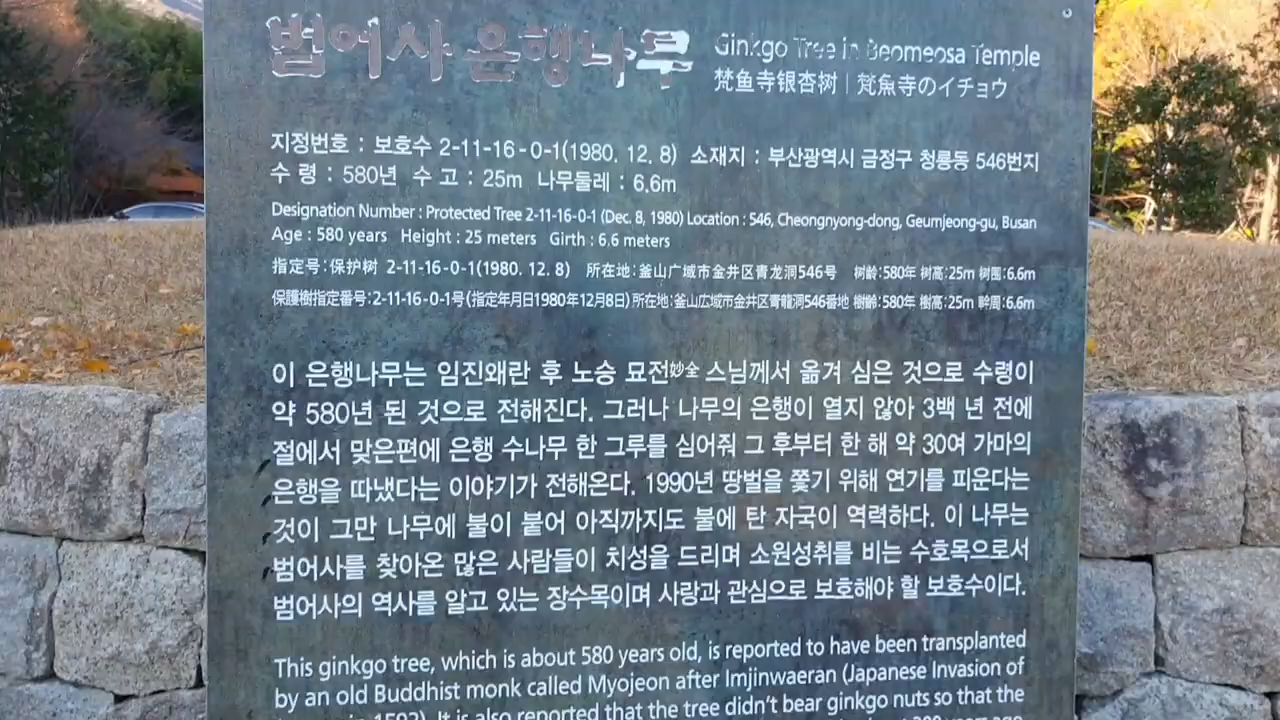 범어사 은행나무 Ginkgo Tree in Beomeosa Temple
梵鱼寺银杏树 | 梵魚寺のイチョウ
지정번호 : 보호수 2-11-16-0-1(1980. 12. 8) 소재지 : 부산광역시 금정구 청룡동 546번지
수 령 : 580년 수 고 : 25m 나무둘레 : 6.6m
Designation Number : Protected Tree 2-11-16-0-1 (Dec. 8, 1980) Location : 546, Cheongnyong-dong, Geumjeong-gu, Busan
Age : 580 years Height : 25 meters Girth : 6.6 meters
指定号:保护树 2-11-16-0-1(1980. 12. 8) 所在地:釜山广域市金井区青龙洞546号 树龄:580年 树高:25m 树围:6.6m
保護樹指定番号:2-11-16-0-1号(指定年月日1980年12月8日) 所在地:釜山広域市金井区青龍洞546番地 樹齢:580年 樹高:25m 幹周:6.6m
이 은행나무는 임진왜란 후 노승 묘전妙全 스님께서 옮겨 심은 것으로 수령이
약 580년 된 것으로 전해진다. 그러나 나무의 은행이 열지 않아 3백 년 전에
절에서 맞은편에 은행 수나무 한 그루를 심어줘 그 후부터 한 해 약 30여 가마의
은행을 따냈다는 이야기가 전해온다. 1990년 땅벌을 쫓기 위해 연기를 피운다는
것이 그만 나무에 불이 붙어 아직까지도 불에 탄 자국이 역력하다. 이 나무는
범어사를 찾아온 많은 사람들이 치성을 드리며 소원성취를 비는 수호목으로서
범어사의 역사를 알고 있는 장수목이며 사랑과 관심으로 보호해야 할 보호수이다.
This ginkgo tree, which is about 580 years old, is reported to have been transplanted
by an old Buddhist monk called Myojeon after Imjinwaeran (Japanese Invasion of
1592). It is also reported that the tree didn't bear ginkgo nuts so that the